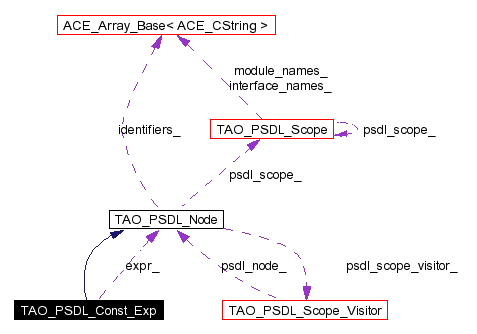 ACE_Array_Base< ACE_CString >
module_names_
interface_names_
identifiers_
TAO_PSDL_Scope
psdl_scope_
psdl_scope_
TAO_PSDL_Node
expr_
psdl_node_
psdl_scope_visitor_
TAO_PSDL_Const_Exp
TAO_PSDL_Scope_Visitor